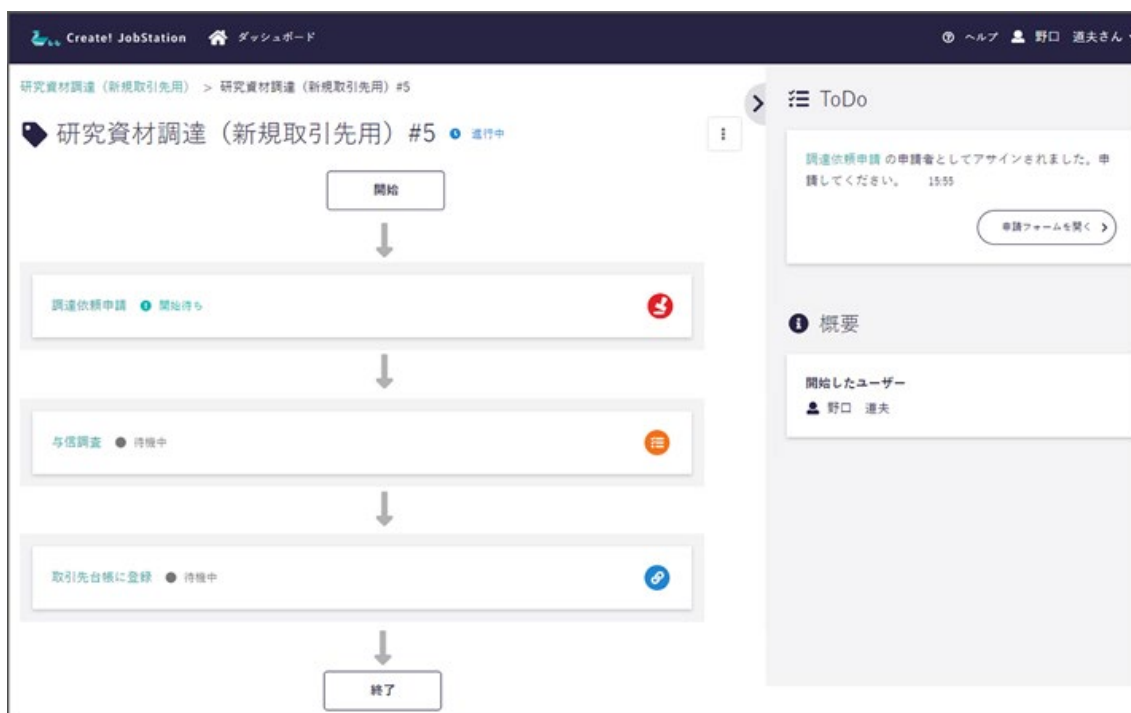 Create! JobStation ダッシュボード
ヘルプ 野口 道夫さん
研究資材調達（新規取引先用） > 研究資材調達（新規取引先用）#5
研究資材調達（新規取引先用）#5 進行中
開始
調達依頼申請 開始待ち
与信調査 待機中
取引先台帳に登録 待機中
終了
ToDo
調達依頼申請 の申請者としてアサインされました。申
請してください。 15:55
申請フォームを開く
概要
開始したユーザー
野口 道夫